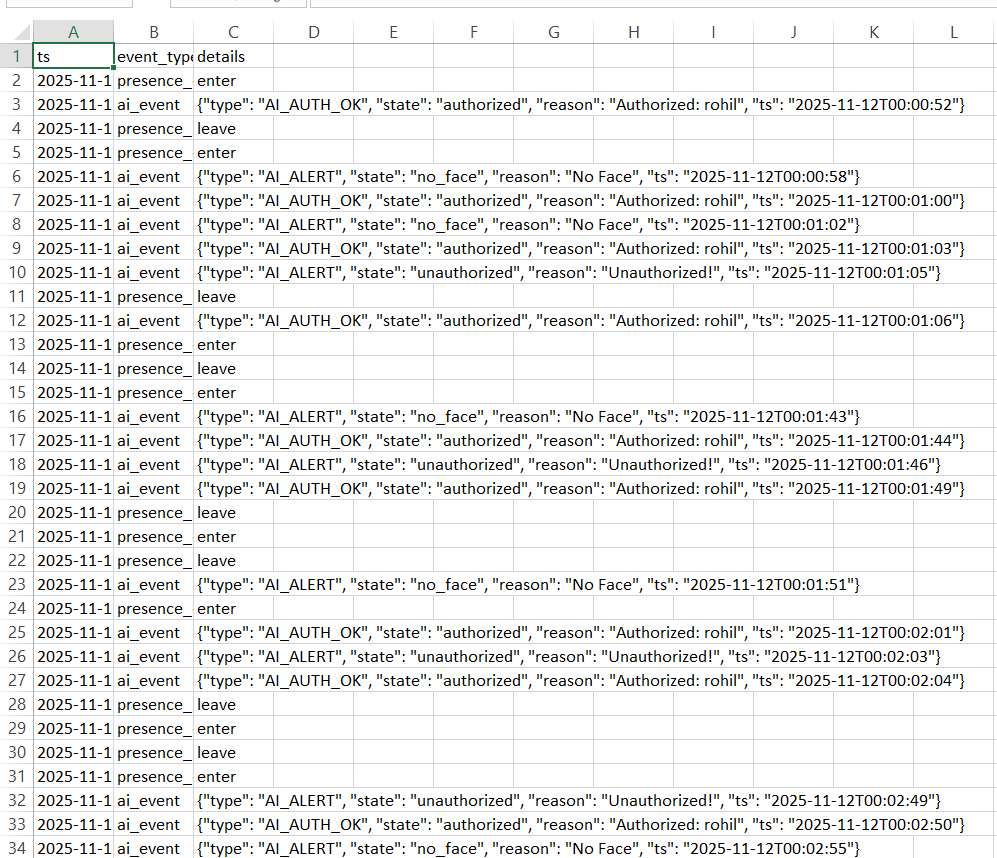 A B C D E F G H I J K L
1 ts event_type details
2 2025-11-1 presence_ enter
3 2025-11-1 ai_event {"type": "AI_AUTH_OK", "state": "authorized", "reason": "Authorized: rohil", "ts": "2025-11-12T00:00:52"}
4 2025-11-1 presence_ leave
5 2025-11-1 presence_ enter
6 2025-11-1 ai_event {"type": "AI_ALERT", "state": "no_face", "reason": "No Face", "ts": "2025-11-12T00:00:58"}
7 2025-11-1 ai_event {"type": "AI_AUTH_OK", "state": "authorized", "reason": "Authorized: rohil", "ts": "2025-11-12T00:01:00"}
8 2025-11-1 ai_event {"type": "AI_ALERT", "state": "no_face", "reason": "No Face", "ts": "2025-11-12T00:01:02"}
9 2025-11-1 ai_event {"type": "AI_AUTH_OK", "state": "authorized", "reason": "Authorized: rohil", "ts": "2025-11-12T00:01:03"}
10 2025-11-1 ai_event {"type": "AI_ALERT", "state": "unauthorized", "reason": "Unauthorized!", "ts": "2025-11-12T00:01:05"}
11 2025-11-1 presence_ leave
12 2025-11-1 ai_event {"type": "AI_AUTH_OK", "state": "authorized", "reason": "Authorized: rohil", "ts": "2025-11-12T00:01:06"}
13 2025-11-1 presence_ enter
14 2025-11-1 presence_ leave
15 2025-11-1 presence_ enter
16 2025-11-1 ai_event {"type": "AI_ALERT", "state": "no_face", "reason": "No Face", "ts": "2025-11-12T00:01:43"}
17 2025-11-1 ai_event {"type": "AI_AUTH_OK", "state": "authorized", "reason": "Authorized: rohil", "ts": "2025-11-12T00:01:44"}
18 2025-11-1 ai_event {"type": "AI_ALERT", "state": "unauthorized", "reason": "Unauthorized!", "ts": "2025-11-12T00:01:46"}
19 2025-11-1 ai_event {"type": "AI_AUTH_OK", "state": "authorized", "reason": "Authorized: rohil", "ts": "2025-11-12T00:01:49"}
20 2025-11-1 presence_ leave
21 2025-11-1 presence_ enter
22 2025-11-1 presence_ leave
23 2025-11-1 ai_event {"type": "AI_ALERT", "state": "no_face", "reason": "No Face", "ts": "2025-11-12T00:01:51"}
24 2025-11-1 presence_ enter
25 2025-11-1 ai_event {"type": "AI_AUTH_OK", "state": "authorized", "reason": "Authorized: rohil", "ts": "2025-11-12T00:02:01"}
26 2025-11-1 ai_event {"type": "AI_ALERT", "state": "unauthorized", "reason": "Unauthorized!", "ts": "2025-11-12T00:02:03"}
27 2025-11-1 ai_event {"type": "AI_AUTH_OK", "state": "authorized", "reason": "Authorized: rohil", "ts": "2025-11-12T00:02:04"}
28 2025-11-1 presence_ leave
29 2025-11-1 presence_ enter
30 2025-11-1 presence_ leave
31 2025-11-1 presence_ enter
32 2025-11-1 ai_event {"type": "AI_ALERT", "state": "unauthorized", "reason": "Unauthorized!", "ts": "2025-11-12T00:02:49"}
33 2025-11-1 ai_event {"type": "AI_AUTH_OK", "state": "authorized", "reason": "Authorized: rohil", "ts": "2025-11-12T00:02:50"}
34 2025-11-1 ai_event {"type": "AI_ALERT", "state": "no_face", "reason": "No Face", "ts": "2025-11-12T00:02:55"}